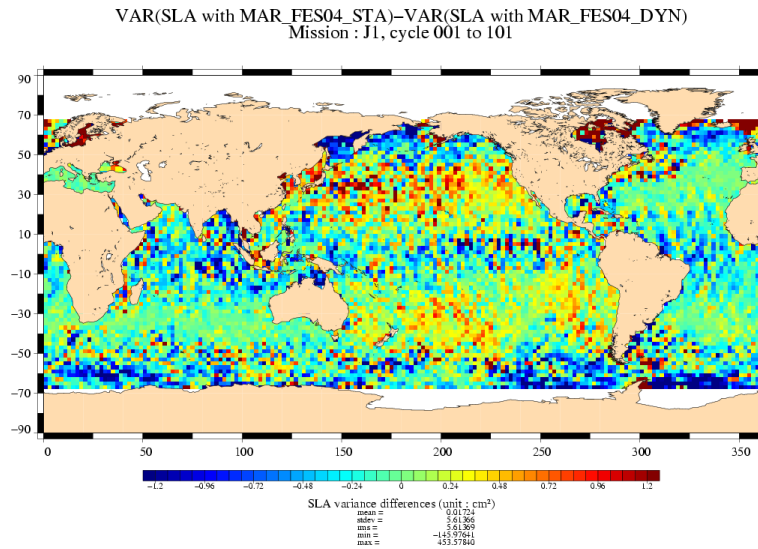 VAR(SLA with MAR_FES04_STA)−VAR(SLA with MAR_FES04_DYN)
Mission : J1, cycle 001 to 101
90
70
50
30
10
−10
−30
−50
−70
−90
0 50 100 150 200 250 300 350
−1.2 −0.96 −0.72 −0.48 −0.24 0 0.24 0.48 0.72 0.96 1.2
SLA variance differences (unit : cm²)
mean = 0.01724
stdev = 5.61366
rms = 5.61369
min = −145.97641
max = 453.57840